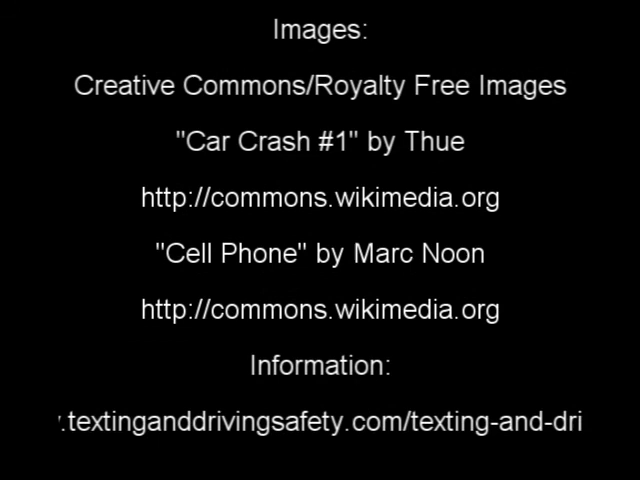 Images:
Creative Commons/Royalty Free Images
"Car Crash #1" by Thue
http://commons.wikimedia.org
"Cell Phone" by Marc Noon
http://commons.wikimedia.org
Information:
.textinganddrivingsafety.com/texting-and-dri